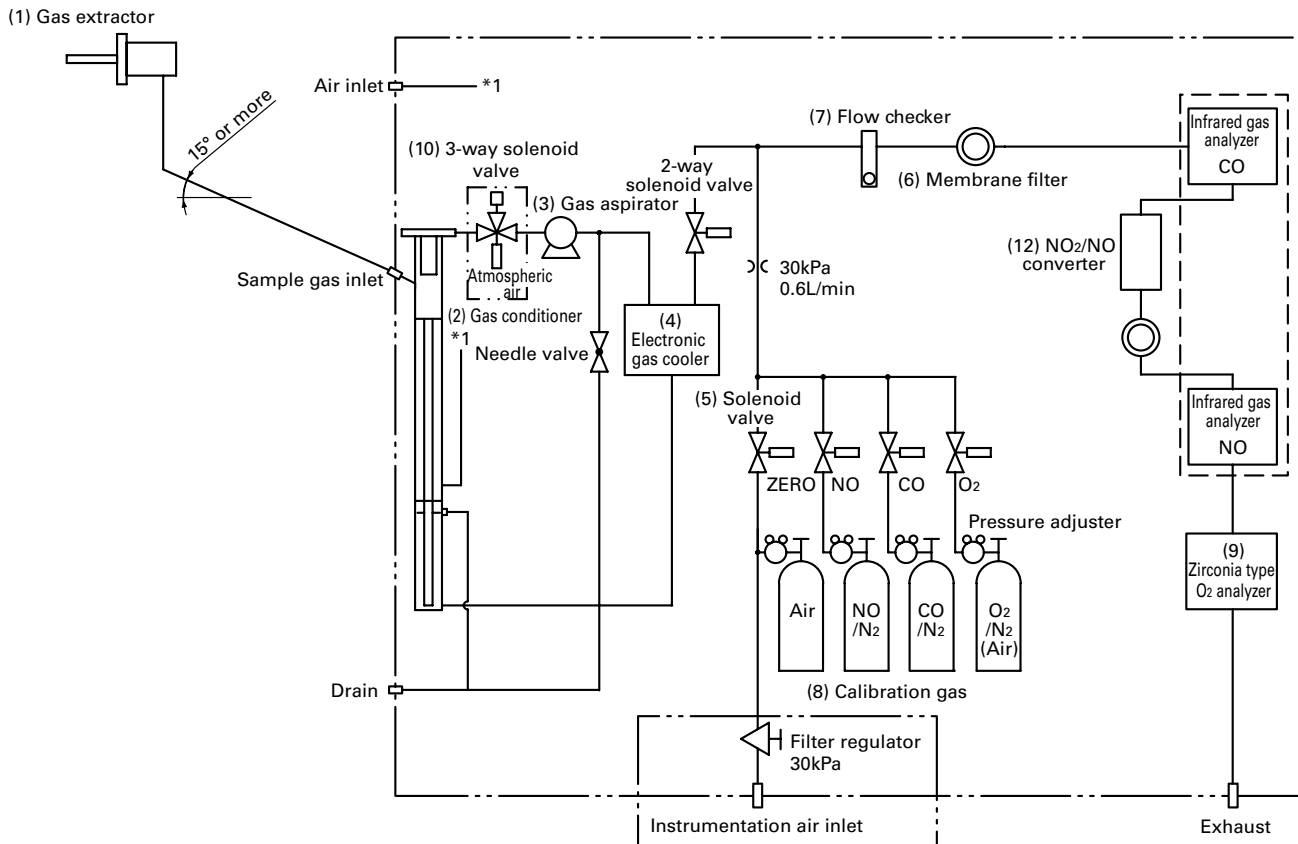 (1) Gas extractor
15° or more
Air inlet
*1
(10) 3-way solenoid
valve
(3) Gas aspirator
2-way
solenoid valve
(7) Flow checker
(6) Membrane filter
Infrared gas
analyzer
CO
(12) NO2/NO
converter
Sample gas inlet
Atmospheric
air
(2) Gas conditioner
*1
Needle valve
(4)
Electronic
gas cooler
30kPa
0.6L/min
(5) Solenoid
valve
Infrared gas
analyzer
NO
ZERO
NO
CO
O2
Pressure adjuster
Air
NO
/N2
CO
/N2
O2
/N2
(Air)
(9)
Zirconia type
O2 analyzer
Drain
(8) Calibration gas
Filter regulator
30kPa
Instrumentation air inlet
Exhaust